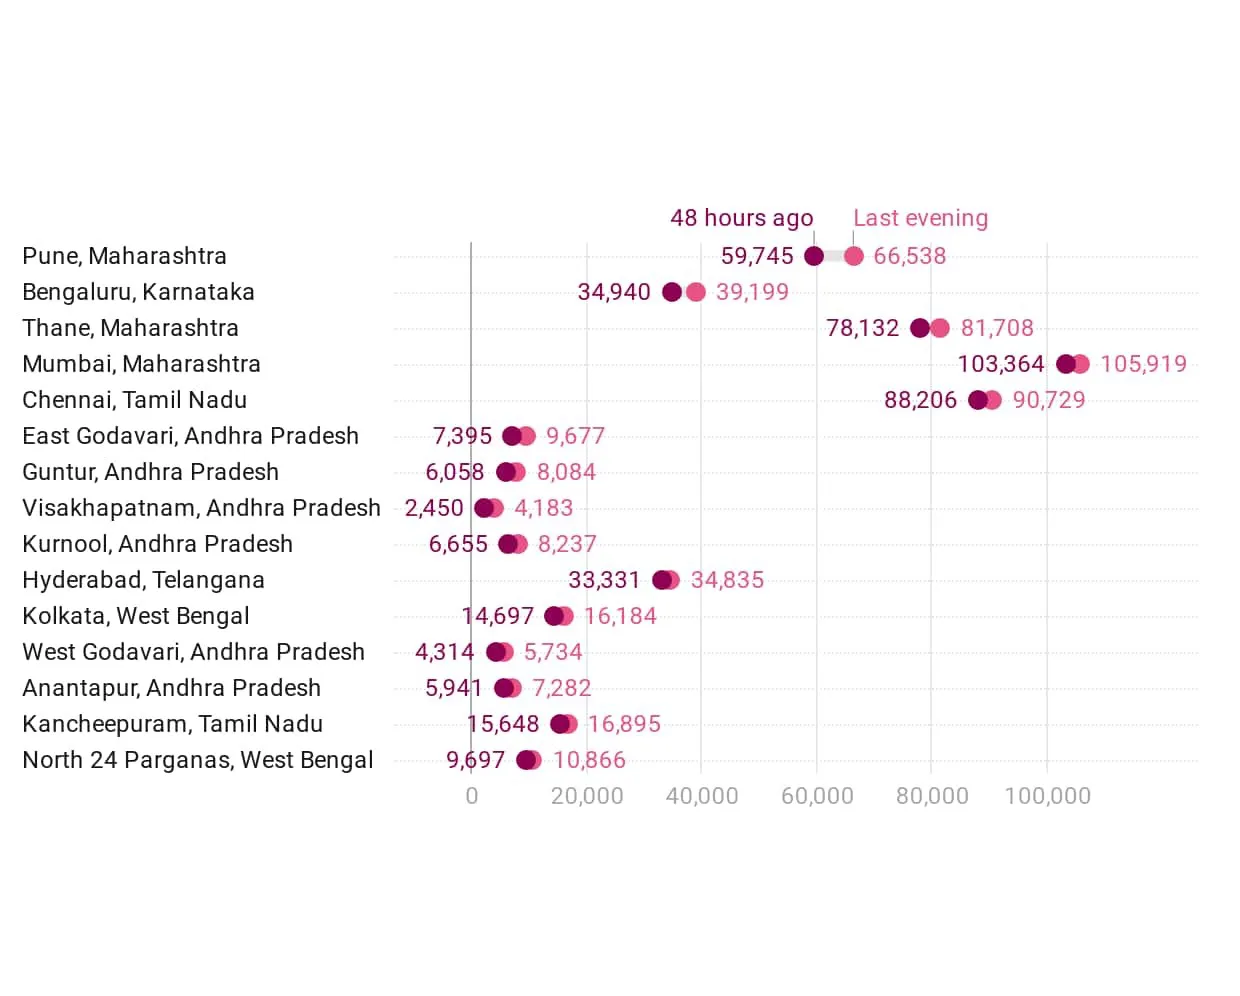 48 hours ago Last evening
Pune, Maharashtra 59,745 66,538
Bengaluru, Karnataka 34,940 39,199
Thane, Maharashtra 78,132 81,708
Mumbai, Maharashtra 103,364 105,919
Chennai, Tamil Nadu 88,206 90,729
East Godavari, Andhra Pradesh 7,395 9,677
Guntur, Andhra Pradesh 6,058 8,084
Visakhapatnam, Andhra Pradesh 2,450 4,183
Kurnool, Andhra Pradesh 6,655 8,237
Hyderabad, Telangana 33,331 34,835
Kolkata, West Bengal 14,697 16,184
West Godavari, Andhra Pradesh 4,314 5,734
Anantapur, Andhra Pradesh 5,941 7,282
Kancheepuram, Tamil Nadu 15,648 16,895
North 24 Parganas, West Bengal 9,697 10,866
0 20,000 40,000 60,000 80,000 100,000